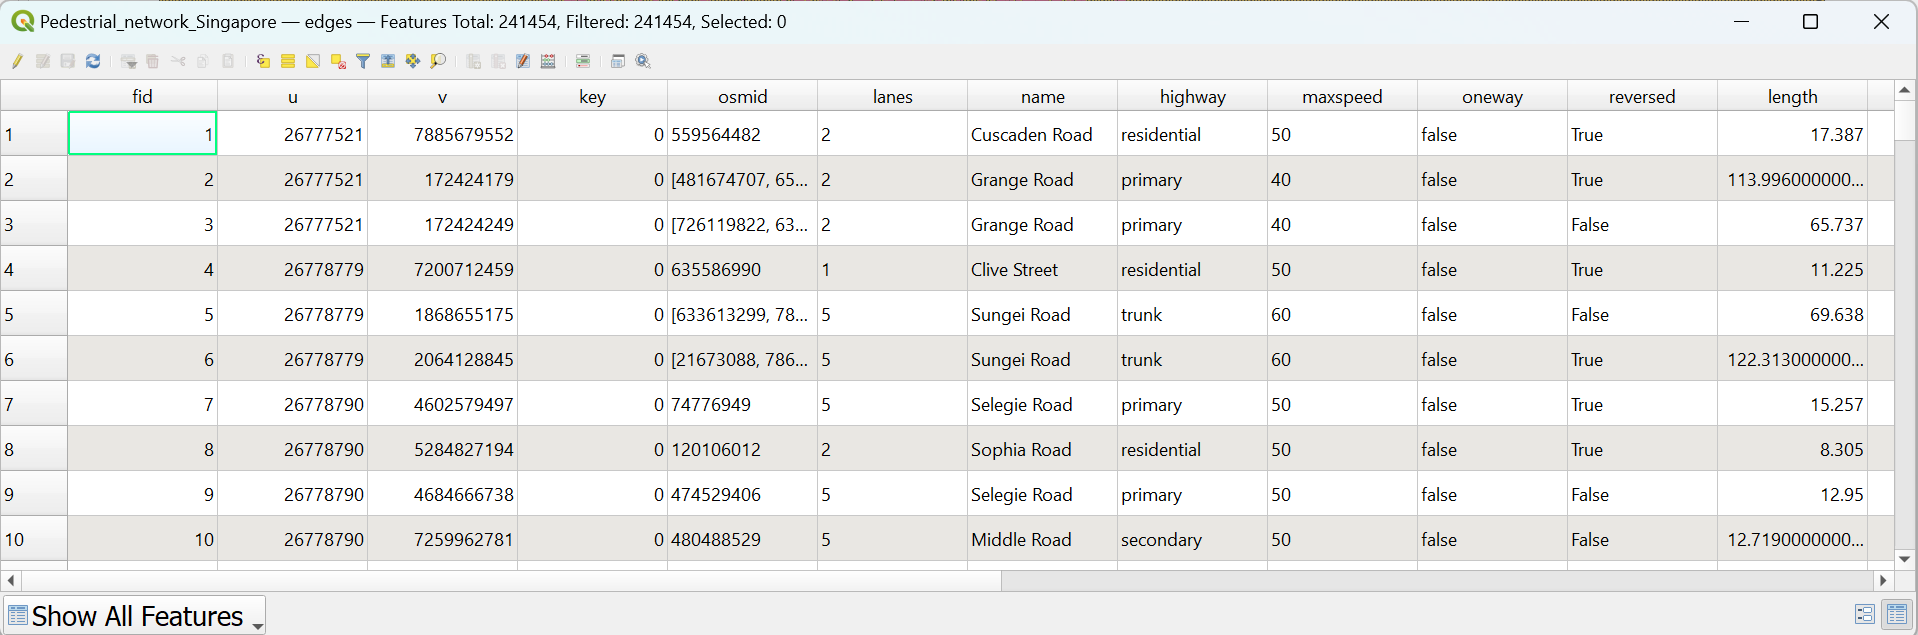 Pedestrial_network_Singapore — edges — Features Total: 241454, Filtered: 241454, Selected: 0
fid u v key osmid lanes name highway maxspeed oneway reversed length
1 1 26777521 7885679552 0 559564482 2 Cuscaden Road residential 50 false True 17.387
2 2 26777521 172424179 0 [481674707, 65... 2 Grange Road primary 40 false True 113.996000000...
3 3 26777521 172424249 0 [726119822, 63... 2 Grange Road primary 40 false False 65.737
4 4 26778779 7200712459 0 635586990 1 Clive Street residential 50 false True 11.225
5 5 26778779 1868655175 0 [633613299, 78... 5 Sungei Road trunk 60 false False 69.638
6 6 26778779 2064128845 0 [21673088, 786... 5 Sungei Road trunk 60 false True 122.313000000...
7 7 26778790 4602579497 0 74776949 5 Selegie Road primary 50 false True 15.257
8 8 26778790 5284827194 0 120106012 2 Sophia Road residential 50 false True 8.305
9 9 26778790 4684666738 0 474529406 5 Selegie Road primary 50 false False 12.95
10 10 26778790 7259962781 0 480488529 5 Middle Road secondary 50 false False 12.7190000000...
Show All Features